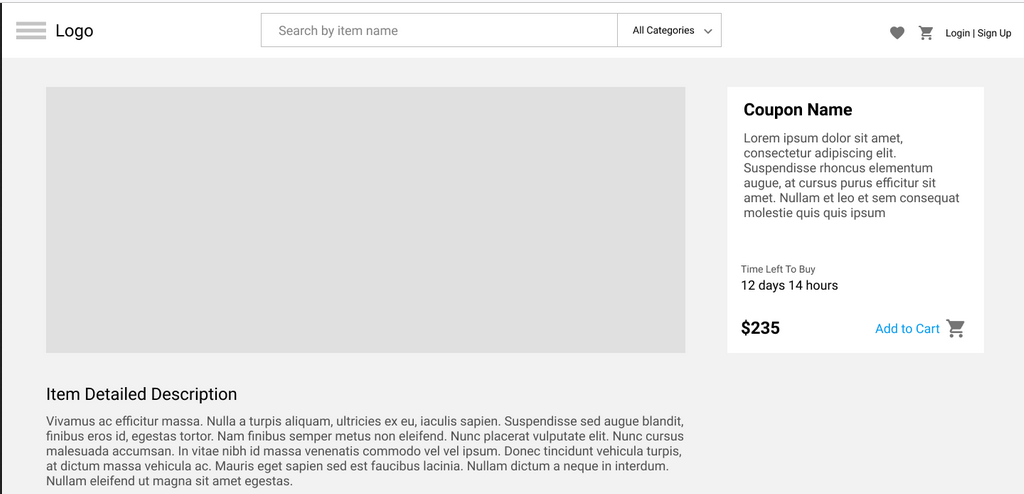 Logo
Search by item name
All Categories
Login | Sign Up
Coupon Name
Lorem ipsum dolor sit amet,
consectetur adipiscing elit.
Suspendisse rhoncus elementum
augue, at cursus purus efficitur sit
amet. Nullam et leo et sem consequat
molestie quis quis ipsum
Time Left To Buy
12 days 14 hours
$235
Add to Cart
Item Detailed Description
Vivamus ac efficitur massa. Nulla a turpis aliquam, ultricies ex eu, iaculis sapien. Suspendisse sed augue blandit,
finibus eros id, egestas tortor. Nam finibus semper metus non eleifend. Nunc placerat vulputate elit. Nunc cursus
malesuada accumsan. In vitae nibh id massa venenatis commodo vel vel ipsum. Donec tincidunt vehicula turpis,
at dictum massa vehicula ac. Mauris eget sapien sed est faucibus lacinia. Nullam dictum a neque in interdum.
Nullam eleifend ut magna sit amet egestas.